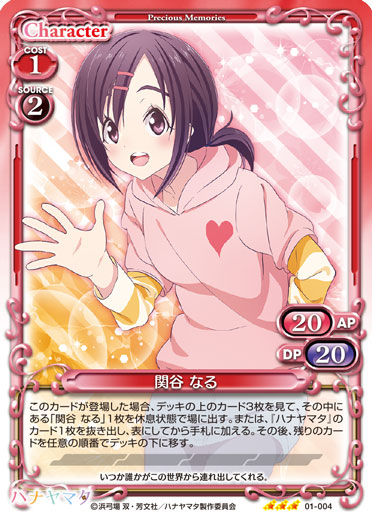 Precious Memories
Character
COST
1
SOURCE
2
20 AP
DP 20
関谷 なる
このカードが登場した場合、デッキの上のカード3枚を見て、その中に
ある「関谷 なる」1枚を休息状態で場に出す。または、『ハナヤマタ』の
カード1枚を抜き出し、表にしてから手札に加える。その後、残りのカー
ドを任意の順番でデッキの下に移す。
いつか誰かがこの世界から連れ出してくれる。
ハナヤマタ
©浜弓場 双・芳文社/ハナヤマタ製作委員会
01-004